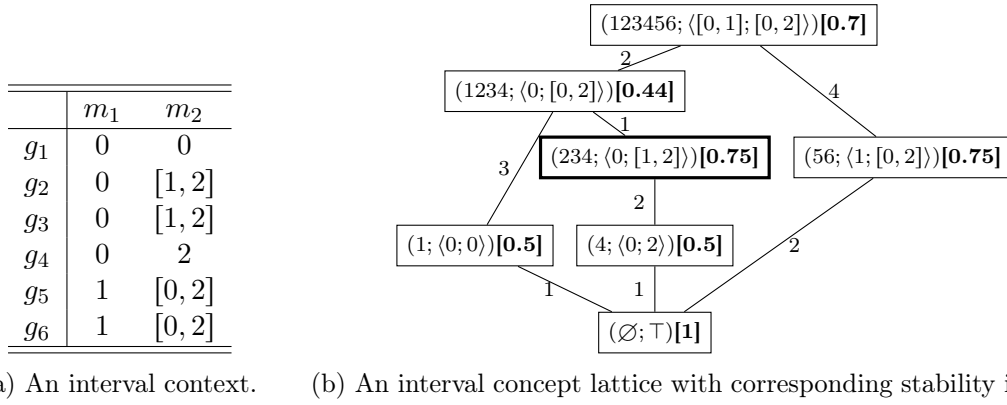 m₁ m₂
g₁ 0 0
g₂ 0 [1, 2]
g₃ 0 [1, 2]
g₄ 0 2
g₅ 1 [0, 2]
g₆ 1 [0, 2]
) An interval context.
(123456; ⟨[0, 1]; [0, 2]⟩)[0.7]
2
4
(1234; ⟨0; [0, 2]⟩)[0.44]
1
3
(234; ⟨0; [1, 2]⟩)[0.75]
(56; ⟨1; [0, 2]⟩)[0.75]
2
2
(1; ⟨0; 0⟩)[0.5]
(4; ⟨0; 2⟩)[0.5]
1
1
(∅; ⊤)[1]
(b) An interval concept lattice with corresponding stability i